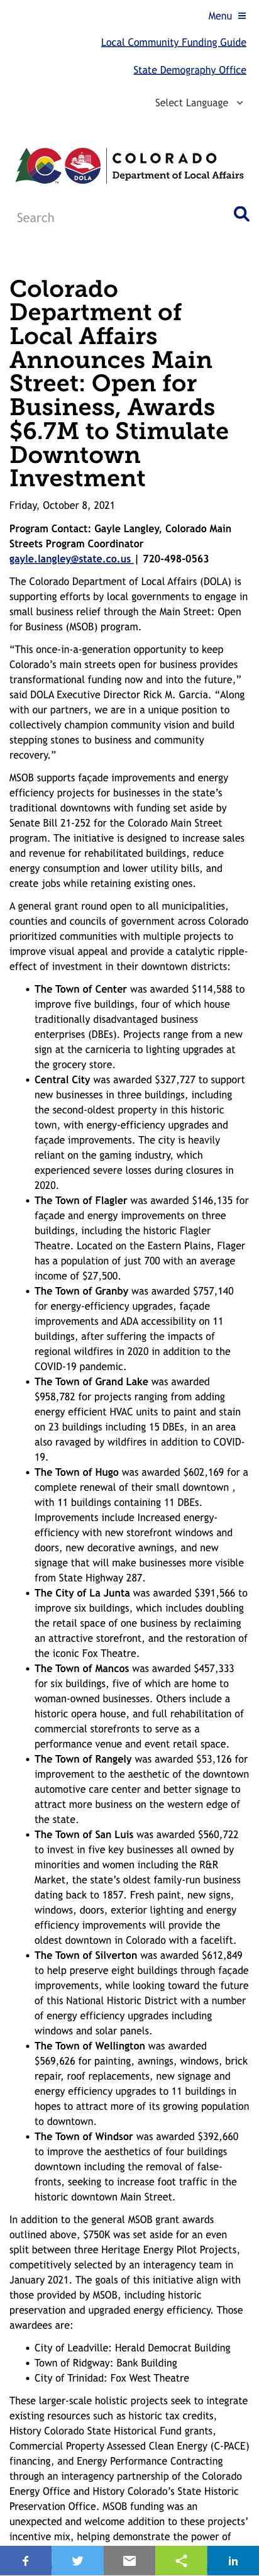 Menu ≡
Local Community Funding Guide
State Demography Office
Select Language
COLORADO
Department of Local Affairs
DOLA
Search
Colorado
Department of
Local Affairs
Announces Main
Street: Open for
Business, Awards
$6.7M to Stimulate
Downtown
Investment
Friday, October 8, 2021
Program Contact: Gayle Langley, Colorado Main
Streets Program Coordinator
gayle.langley@state.co.us | 720-498-0563
The Colorado Department of Local Affairs (DOLA) is
supporting efforts by local governments to engage in
small business relief through the Main Street: Open
for Business (MSOB) program.
“This once-in-a-generation opportunity to keep
Colorado’s main streets open for business provides
transformational funding now and into the future,”
said DOLA Executive Director Rick M. Garcia. “Along
with our partners, we are in a unique position to
collectively champion community vision and build
stepping stones to business and community
recovery.”
MSOB supports façade improvements and energy
efficiency projects for businesses in the state’s
traditional downtowns with funding set aside by
Senate Bill 21-252 for the Colorado Main Street
program. The initiative is designed to increase sales
and revenue for rehabilitated buildings, reduce
energy consumption and lower utility bills, and
create jobs while retaining existing ones.
A general grant round open to all municipalities,
counties and councils of government across Colorado
prioritized communities with multiple projects to
improve visual appeal and provide a catalytic ripple-
effect of investment in their downtown districts:
• The Town of Center was awarded $114,588 to
improve five buildings, four of which house
traditionally disadvantaged business
enterprises (DBEs). Projects range from a new
sign at the carniceria to lighting upgrades at
the grocery store.
• Central City was awarded $327,727 to support
new businesses in three buildings, including
the second-oldest property in this historic
town, with energy-efficiency upgrades and
façade improvements. The city is heavily
reliant on the gaming industry, which
experienced severe losses during closures in
2020.
• The Town of Flagler was awarded $146,135 for
façade and energy improvements on three
buildings, including the historic Flagler
Theatre. Located on the Eastern Plains, Flager
has a population of just 700 with an average
income of $27,500.
• The Town of Granby was awarded $757,140
for energy-efficiency upgrades, façade
improvements and ADA accessibility on 11
buildings, after suffering the impacts of
regional wildfires in 2020 in addition to the
COVID-19 pandemic.
• The Town of Grand Lake was awarded
$958,782 for projects ranging from adding
energy efficient HVAC units to paint and stain
on 23 buildings including 15 DBEs, in an area
also ravaged by wildfires in addition to COVID-
19.
• The Town of Hugo was awarded $602,169 for a
complete renewal of their small downtown ,
with 11 buildings containing 11 DBEs.
Improvements include Increased energy-
efficiency with new storefront windows and
doors, new decorative awnings, and new
signage that will make businesses more visible
from State Highway 287.
• The City of La Junta was awarded $391,566 to
improve six buildings, which includes doubling
the retail space of one business by reclaiming
an attractive storefront, and the restoration of
the iconic Fox Theatre.
• The Town of Mancos was awarded $457,333
for six buildings, five of which are home to
woman-owned businesses. Others include a
historic opera house, and full rehabilitation of
commercial storefronts to serve as a
performance venue and event retail space.
• The Town of Rangely was awarded $53,126 for
improvement to the aesthetic of the downtown
automotive care center and better signage to
attract more business on the western edge of
the state.
• The Town of San Luis was awarded $560,722
to invest in five key businesses all owned by
minorities and women including the R&R
Market, the state’s oldest family-run business
dating back to 1857. Fresh paint, new signs,
windows, doors, exterior lighting and energy
efficiency improvements will provide the
oldest downtown in Colorado with a facelift.
• The Town of Silverton was awarded $612,849
to help preserve eight buildings through façade
improvements, while looking toward the future
of this National Historic District with a number
of energy efficiency upgrades including
windows and solar panels.
• The Town of Wellington was awarded
$569,626 for painting, awnings, windows, brick
repair, roof replacements, new signage and
energy efficiency upgrades to 11 buildings in
hopes to attract more of its growing population
to downtown.
• The Town of Windsor was awarded $392,660
to improve the aesthetics of four buildings
downtown including the removal of false-
fronts, seeking to increase foot traffic in the
historic downtown Main Street.
In addition to the general MSOB grant awards
outlined above, $750K was set aside for an even
split between three Heritage Energy Pilot Projects,
competitively selected by an interagency team in
January 2021. The goals of this initiative align with
those provided by MSOB, including historic
preservation and upgraded energy efficiency. Those
awardees are:
• City of Leadville: Herald Democrat Building
• Town of Ridgway: Bank Building
• City of Trinidad: Fox West Theatre
These larger-scale holistic projects seek to integrate
existing resources such as historic tax credits,
History Colorado State Historical Fund grants,
Commercial Property Assessed Clean Energy (C-PACE)
financing, and Energy Performance Contracting
through an interagency partnership of the Colorado
Energy Office and History Colorado’s State Historic
Preservation Office. MSOB funding was an
unexpected and welcome addition to these projects’
incentive mix, helping demonstrate the power of